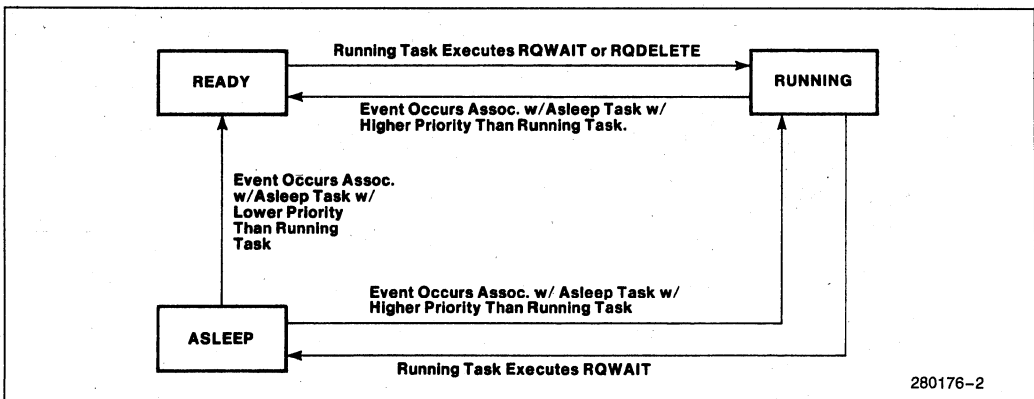 Running Task Executes RQWAIT or RQDELETE
READY
RUNNING
Event Occurs Assoc. w/Asleep Task w/
Higher Priority Than Running Task.
Event Occurs Assoc.
w/Asleep Task w/
Lower Priority
Than Running
Task
Event Occurs Assoc. w/ Asleep Task w/
Higher Priority Than Running Task
ASLEEP
Running Task Executes RQWAIT
280176-2